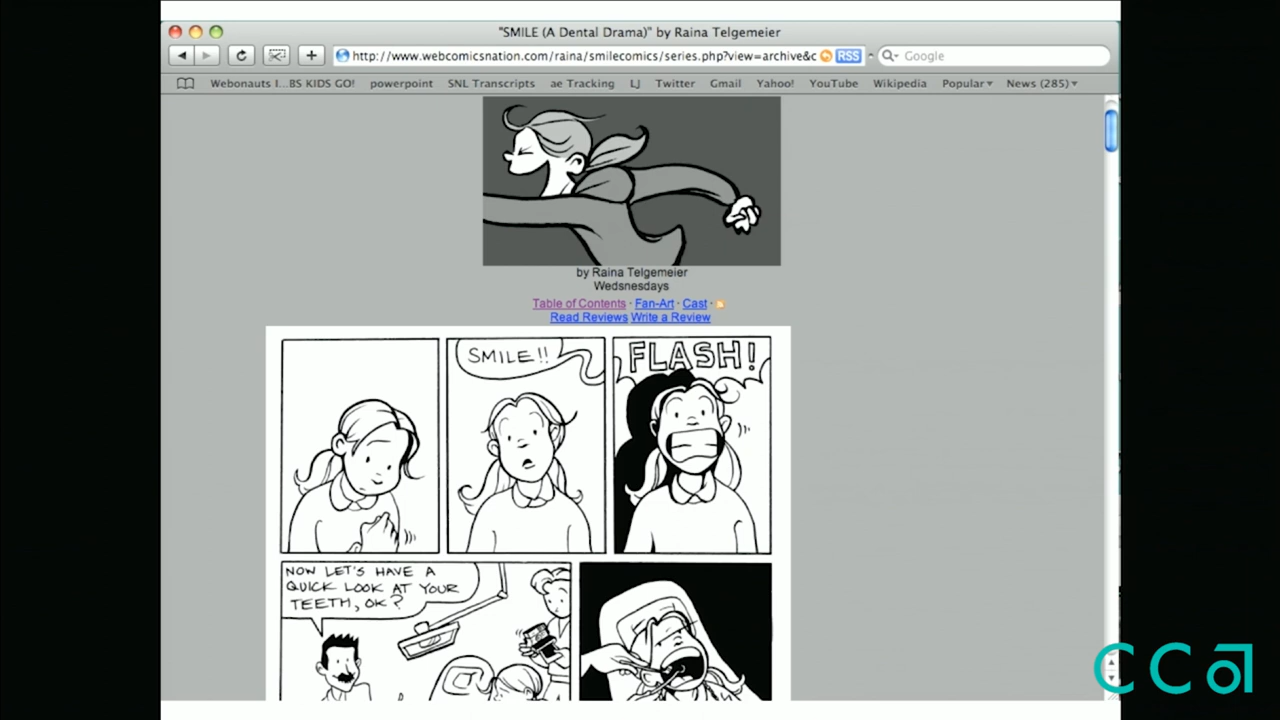 "SMILE (A Dental Drama)" by Raina Telgemeier
http://www.webcomicsnation.com/raina/smilecomics/series.php?view=archive&c RSS Google
Webonauts I...BS KIDS GO! powerpoint SNL Transcripts ae Tracking LJ Twitter Gmail Yahoo! YouTube Wikipedia Popular News (285)
by Raina Telgemeier
Wedsnesdays
Table of Contents · Fan-Art · Cast ·
Read Reviews Write a Review
SMILE!!
FLASH!
NOW LET'S HAVE A
QUICK LOOK AT YOUR
TEETH, OK?
CCA